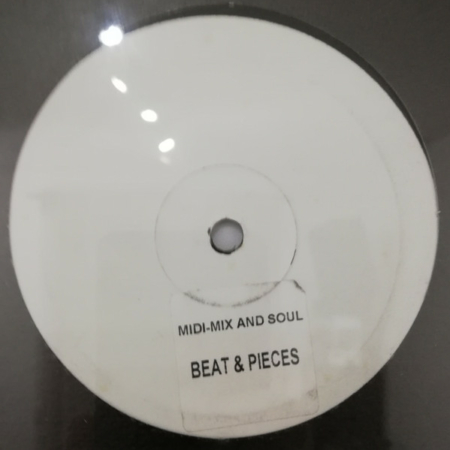 MIDI-MIX AND SOUL
BEAT & PIECES